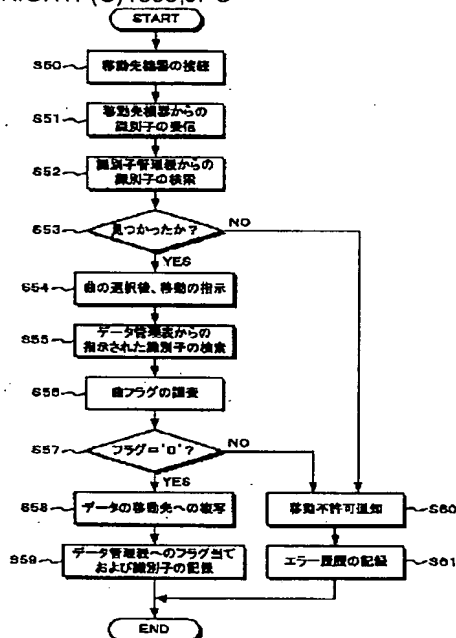 START
S50
移動先機器の接続
S51
移動先機器からの
識別子の受信
S52
識別子管理表からの
識別子の検索
S53
見つかったか？
NO
YES
S54
曲の選択後、移動の指示
S55
データ管理表からの
指示された識別子の検索
S56
曲フラグの調査
S57
フラグ="0"？
NO
YES
S58
データの移動先への複写
移動不許可通知
S60
S59
データ管理表へのフラグ当て
および識別子の記録
エラー履歴の記録
S61
END